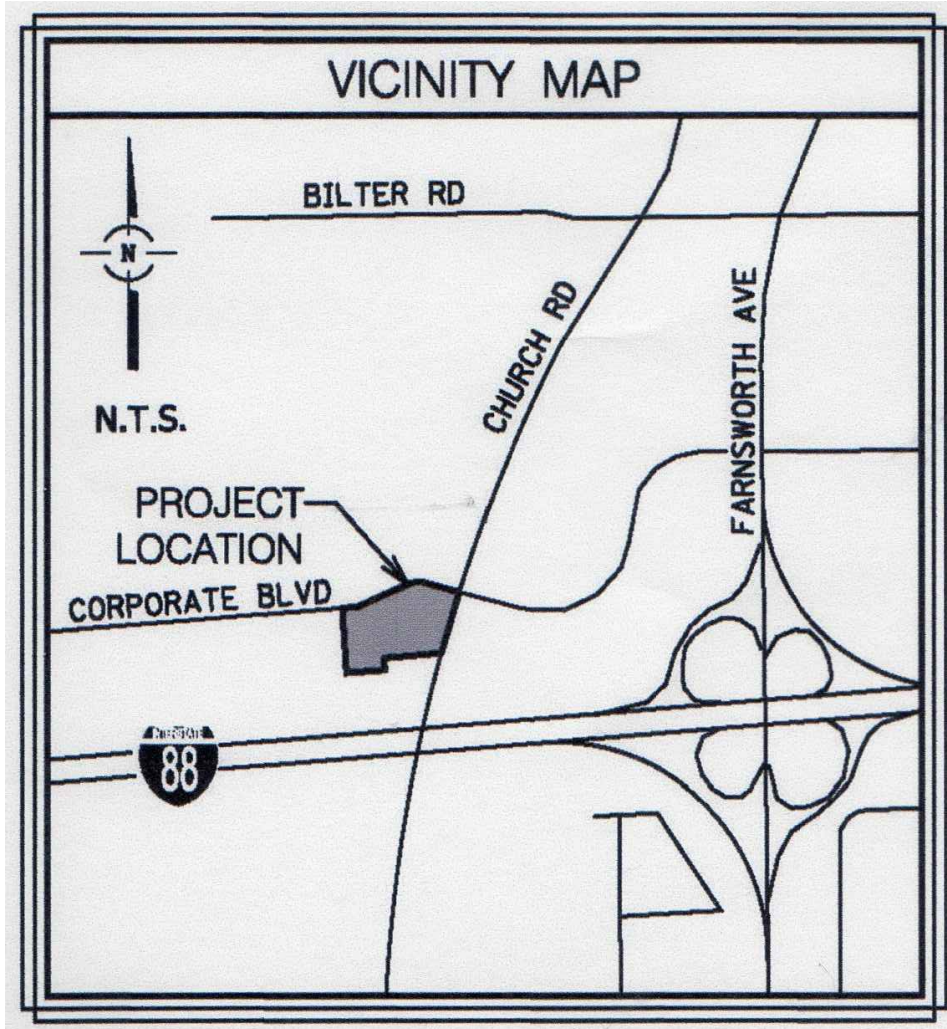 VICINITY MAP
BILTER RD
N
CHURCH RD
FARNSWORTH AVE
N.T.S.
PROJECT
LOCATION
CORPORATE BLVD
INTERSTATE
88